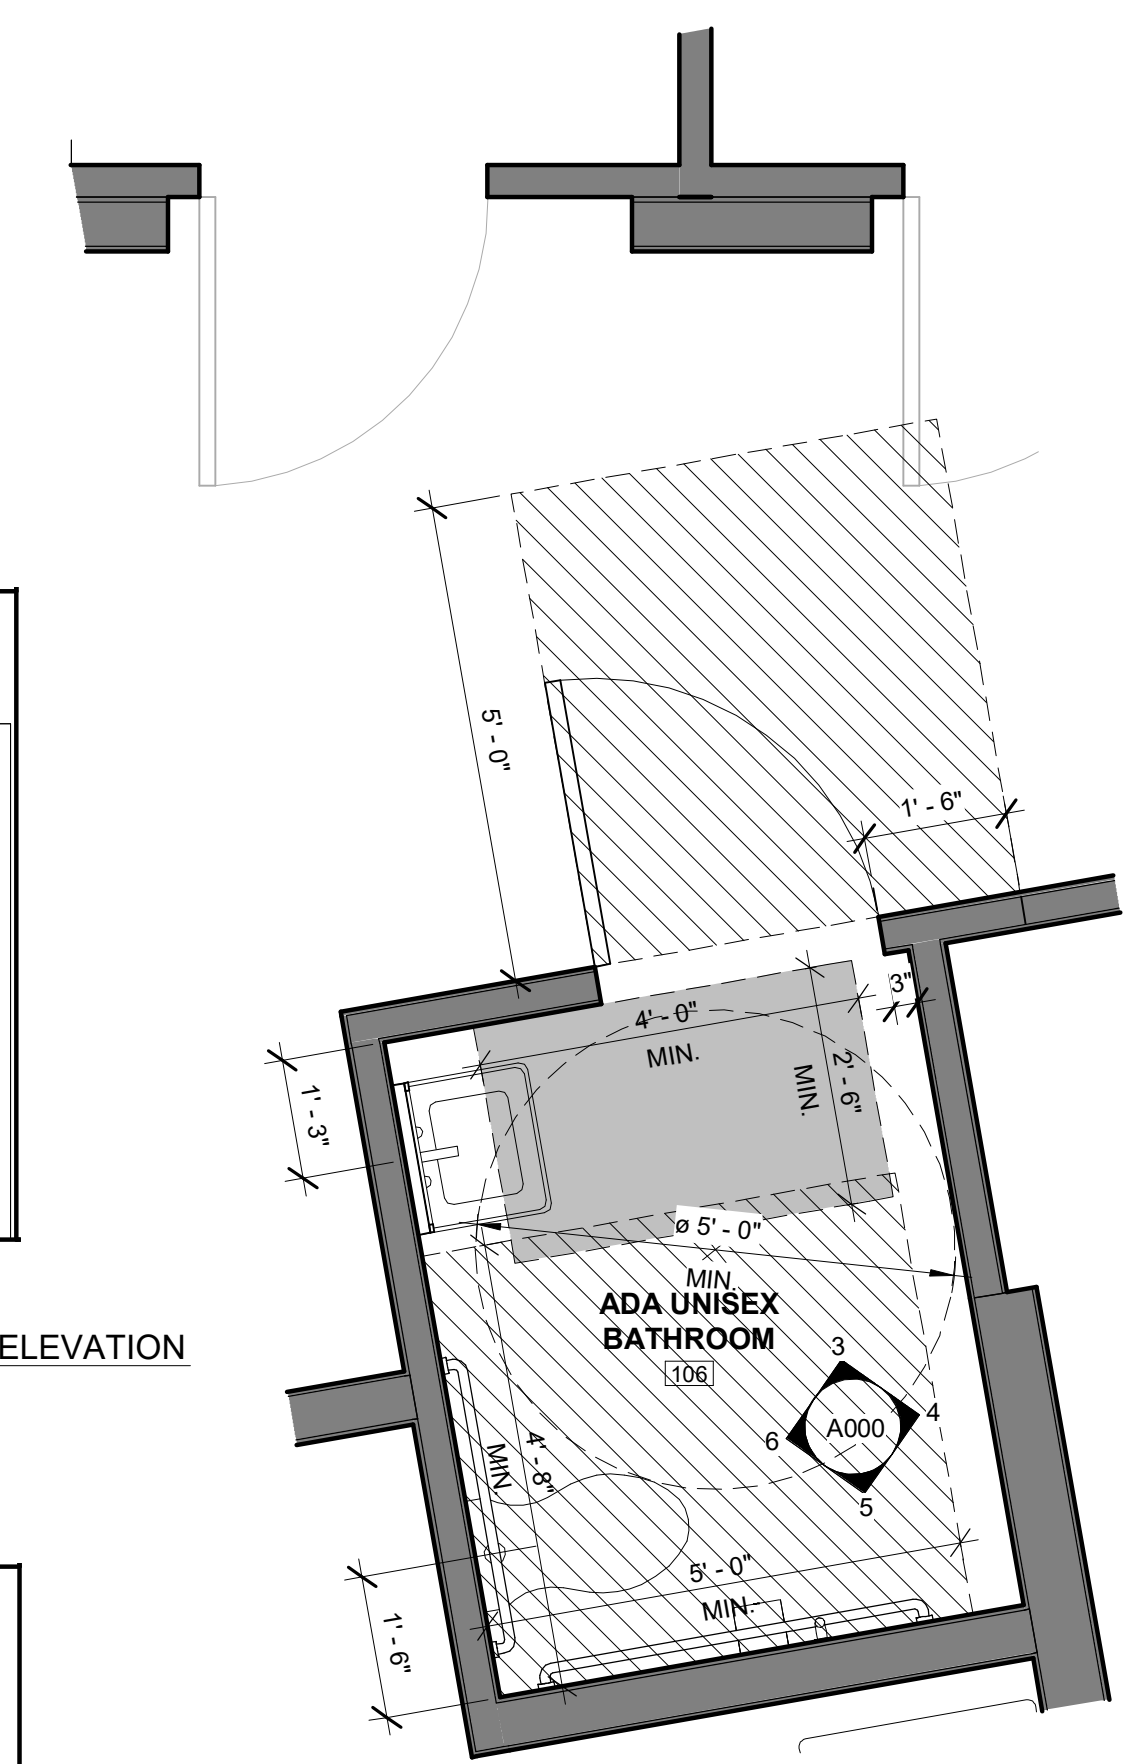 5' - 0"
1' - 6"
3"
4' - 0"
MIN.
2' - 6"
MIN.
1' - 3"
ø 5' - 0"
MIN.
ADA UNISEX
BATHROOM
106
ELEVATION
3
4
A000
6
5
4' - 8"
MIN.
5' - 0"
MIN.
1' - 6"